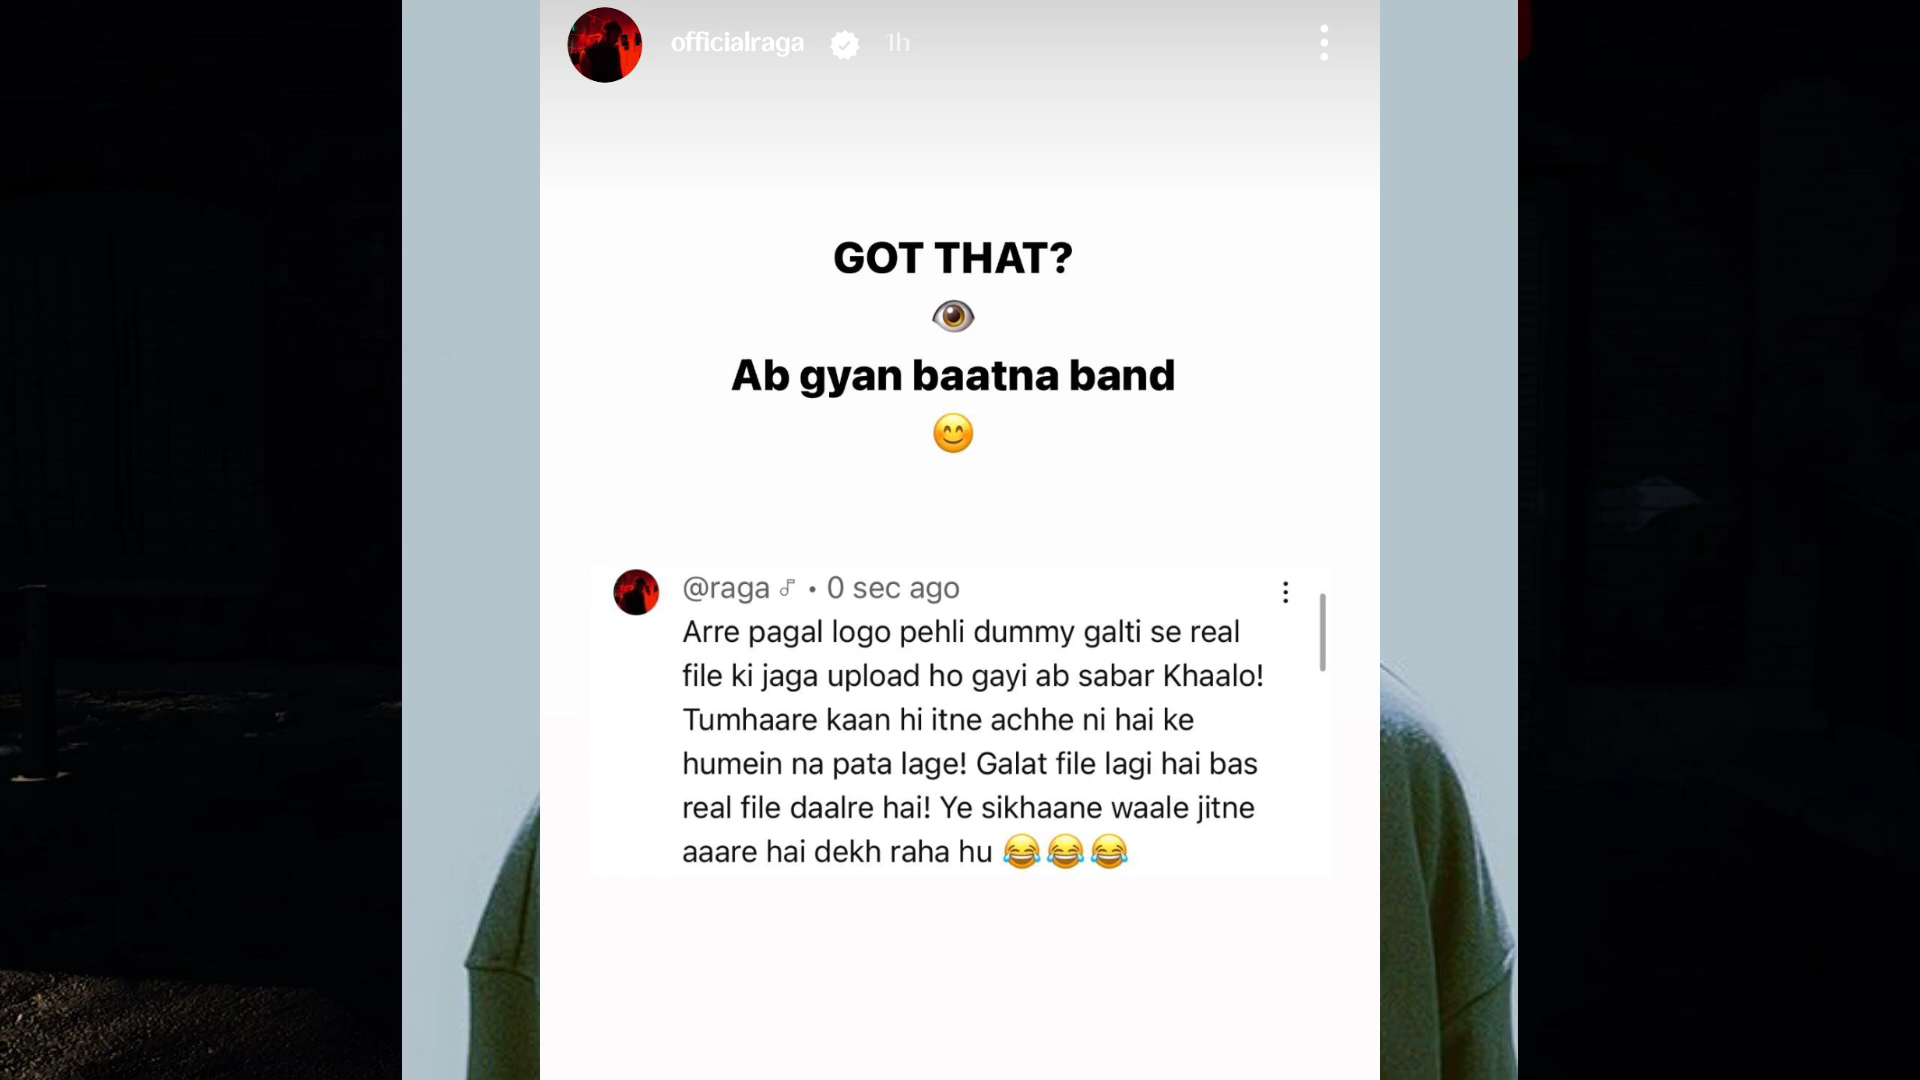 officialraga 1h
GOT THAT?
👁️
Ab gyan baatna band
😊
@raga • 0 sec ago
Arre pagal logo pehli dummy galti se real
file ki jaga upload ho gayi ab sabar Khaalo!
Tumhaare kaan hi itne achhe ni hai ke
humein na pata lage! Galat file lagi hai bas
real file daalre hai! Ye sikhaane waale jitne
aaare hai dekh raha hu 😂😂😂